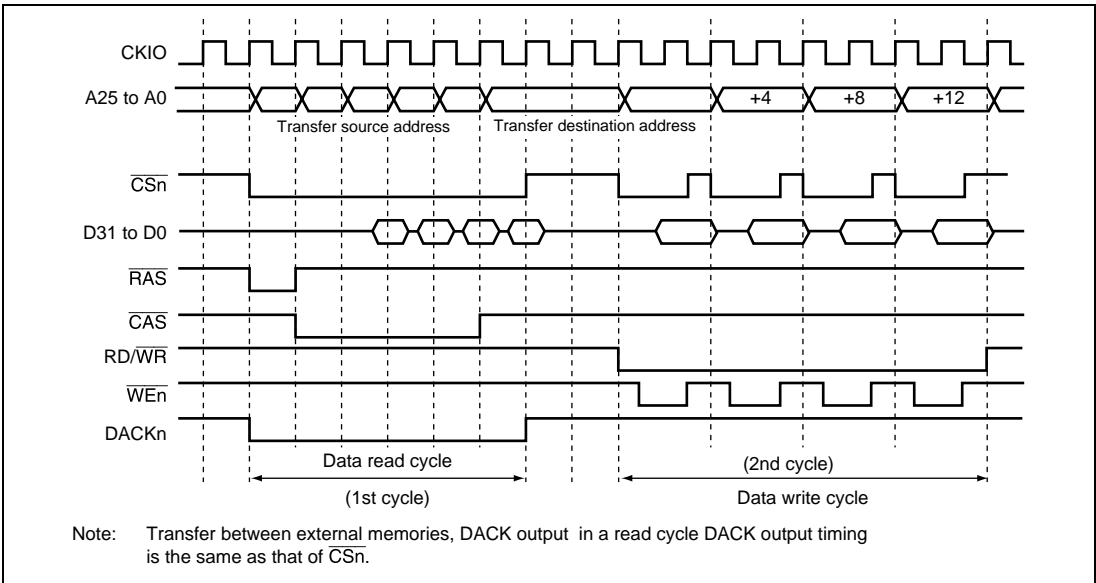 CKIO
A25 to A0
+4
+8
+12
Transfer source address
Transfer destination address
CSn
D31 to D0
RAS
CAS
RD/WR
WEn
DACKn
Data read cycle
(2nd cycle)
(1st cycle)
Data write cycle
Note: Transfer between external memories, DACK output in a read cycle DACK output timing
is the same as that of CSn.